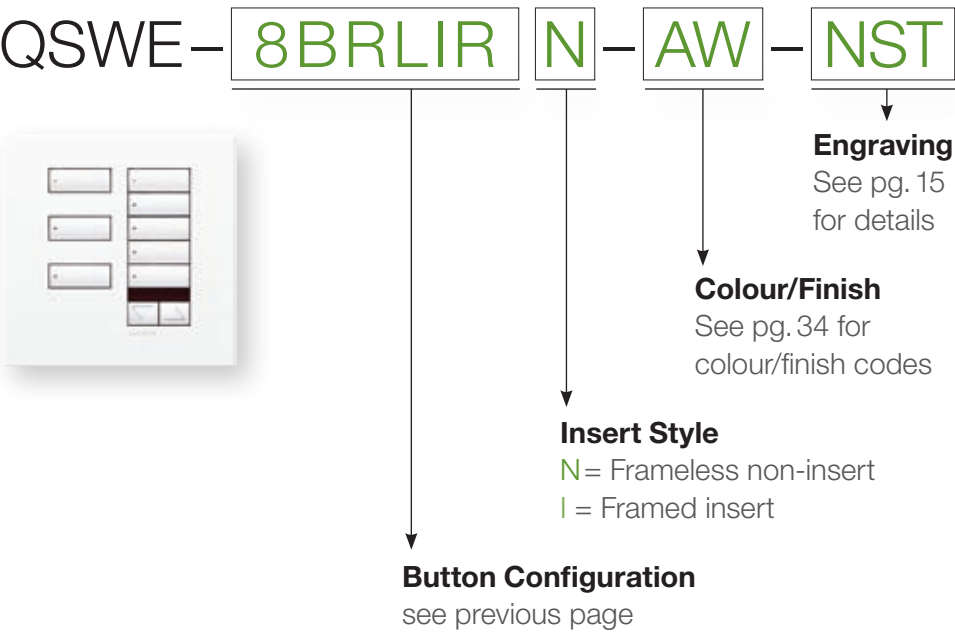 QSWE – 8BRLIR N – AW – NST
Engraving
See pg. 15
for details
Colour/Finish
See pg. 34 for
colour/finish codes
Insert Style
N = Frameless non-insert
I = Framed insert
Button Configuration
see previous page